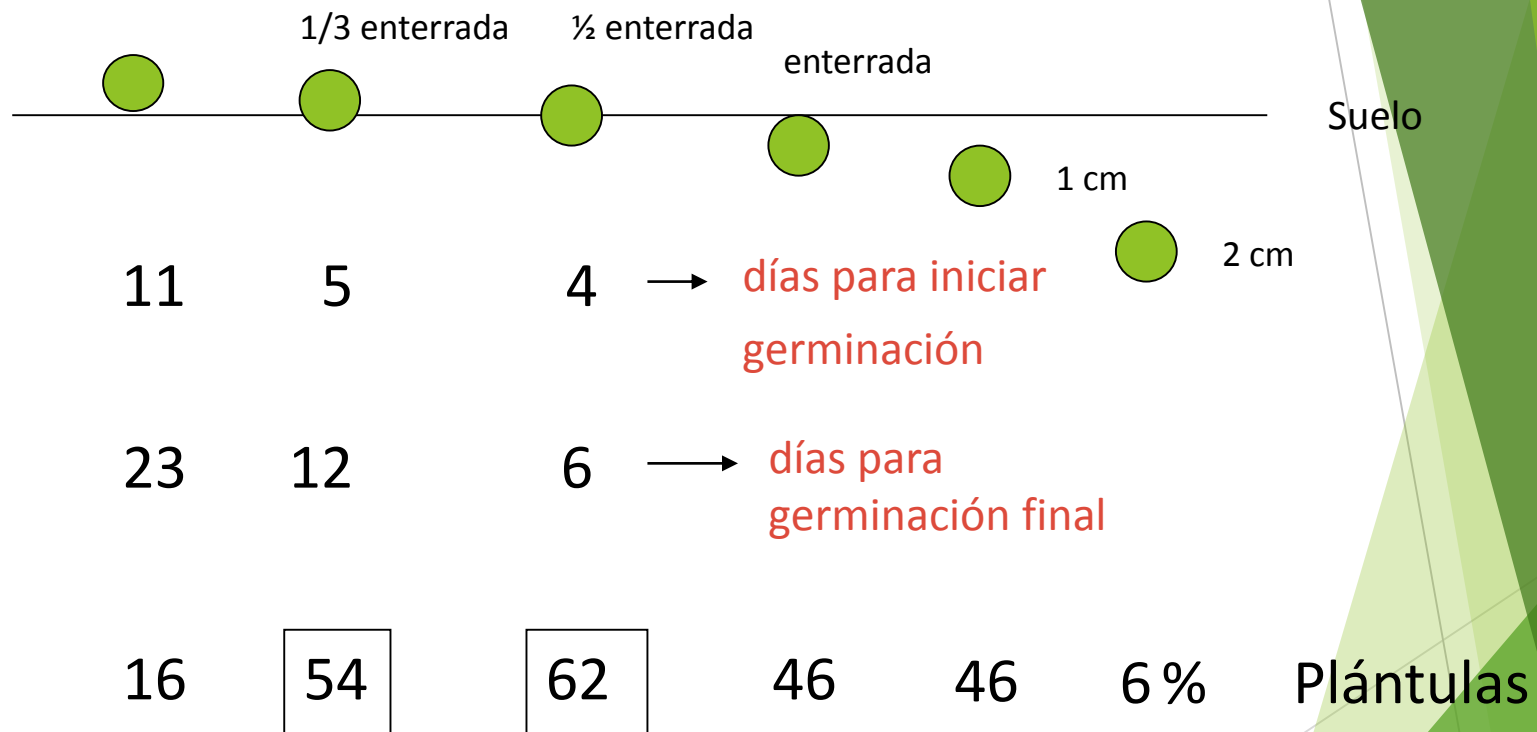 1/3 enterrada ½ enterrada
enterrada
Suelo
1 cm
2 cm
11 5 4 días para iniciar
germinación
23 12 6 días para
germinación final
16 54 62 46 46 6 % Plántulas